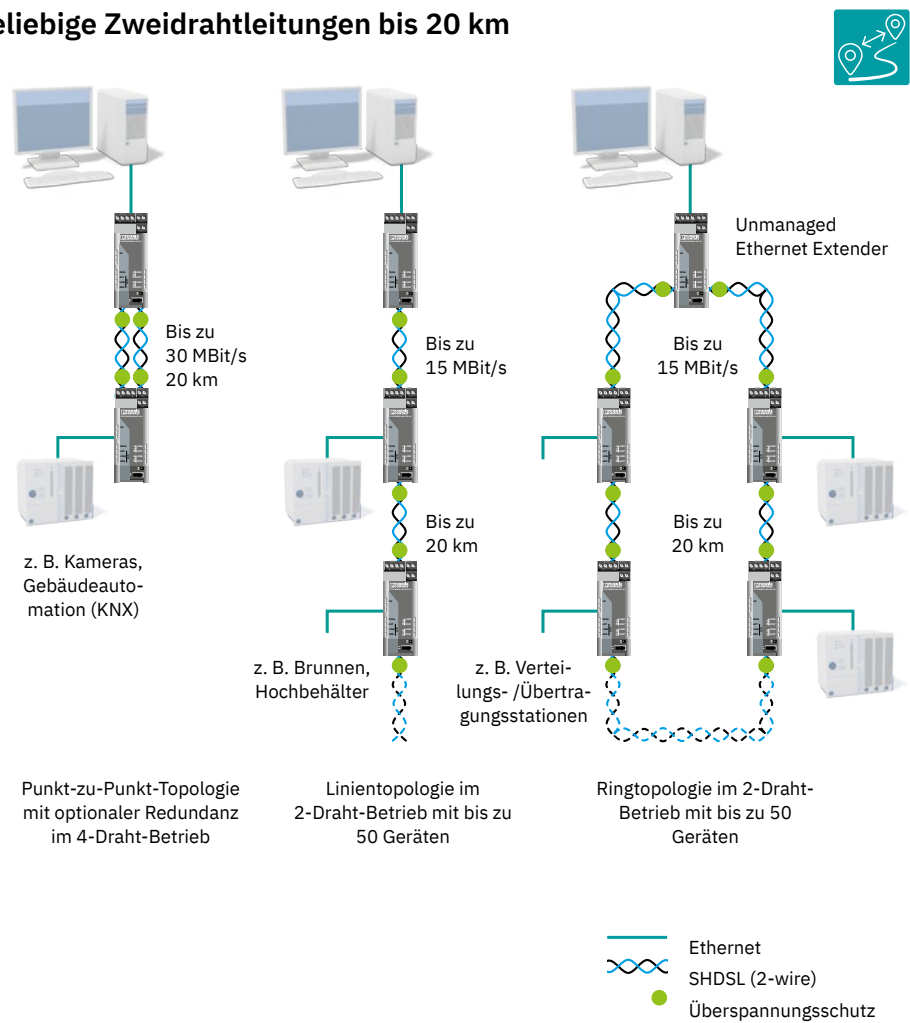 eliebige Zweidrahtleitungen bis 20 km
Bis zu
30 MBit/s
20 km
z. B. Kameras,
Gebäudeauto-
mation (KNX)
Punkt-zu-Punkt-Topologie
mit optionaler Redundanz
im 4-Draht-Betrieb
Bis zu
15 MBit/s
Bis zu
20 km
z. B. Brunnen,
Hochbehälter
Linientopologie im
2-Draht-Betrieb mit bis zu
50 Geräten
Unmanaged
Ethernet Extender
Bis zu
15 MBit/s
Bis zu
20 km
z. B. Vertei-
lungs- /Übertra-
gungsstationen
Ringtopologie im 2-Draht-
Betrieb mit bis zu 50
Geräten
Ethernet
SHDSL (2-wire)
Überspannungsschutz